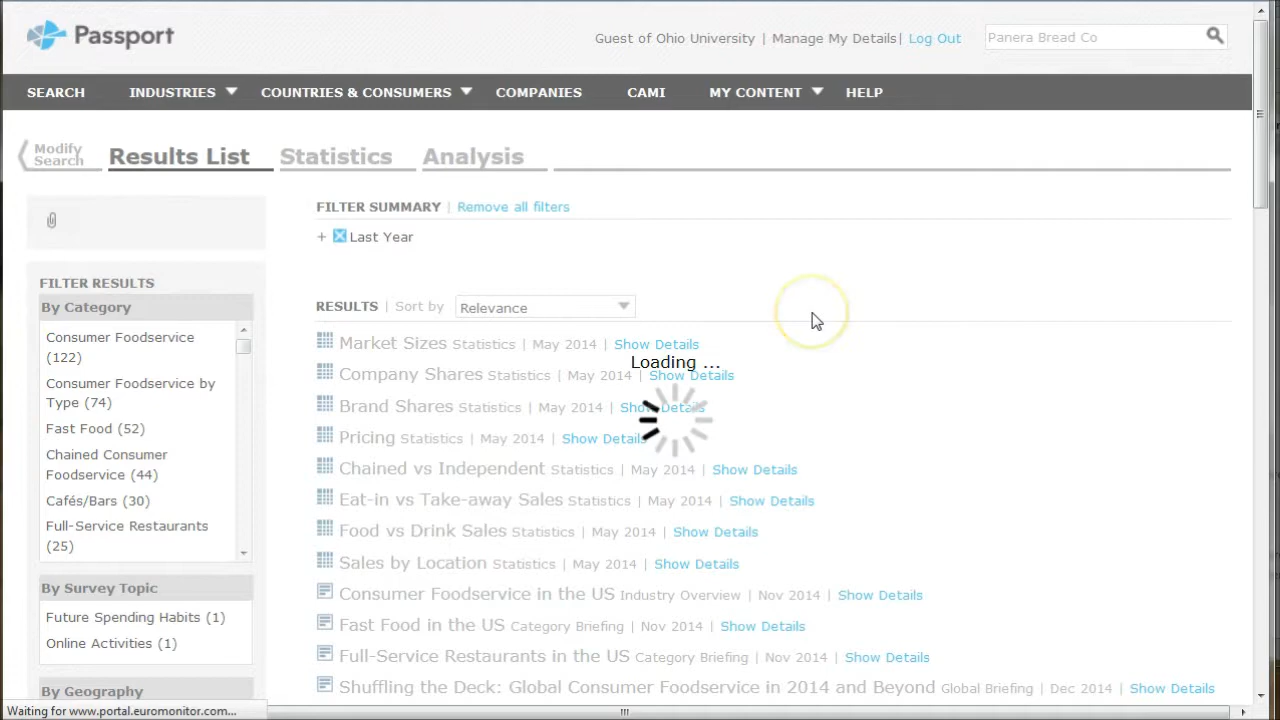 Passport
Guest of Ohio University | Manage My Details| Log Out
Panera Bread Co
SEARCH INDUSTRIES COUNTRIES & CONSUMERS COMPANIES CAMI MY CONTENT HELP
Modify
Search
Results List Statistics Analysis
FILTER SUMMARY | Remove all filters
+ Last Year
FILTER RESULTS
By Category
Consumer Foodservice
(122)
Consumer Foodservice by
Type (74)
Fast Food (52)
Chained Consumer
Foodservice (44)
Cafés/Bars (30)
Full-Service Restaurants
(25)
By Survey Topic
Future Spending Habits (1)
Online Activities (1)
By Geography
RESULTS | Sort by Relevance
Market Sizes Statistics | May 2014 | Show Details
Loading ...
Company Shares Statistics | May 2014 | Show Details
Brand Shares Statistics | May 2014 | Show Details
Pricing Statistics | May 2014 | Show Details
Chained vs Independent Statistics | May 2014 | Show Details
Eat-in vs Take-away Sales Statistics | May 2014 | Show Details
Food vs Drink Sales Statistics | May 2014 | Show Details
Sales by Location Statistics | May 2014 | Show Details
Consumer Foodservice in the US Industry Overview | Nov 2014 | Show Details
Fast Food in the US Category Briefing | Nov 2014 | Show Details
Full-Service Restaurants in the US Category Briefing | Nov 2014 | Show Details
Shuffling the Deck: Global Consumer Foodservice in 2014 and Beyond Global Briefing | Dec 2014 | Show Details
Waiting for www.portal.euromonitor.com...